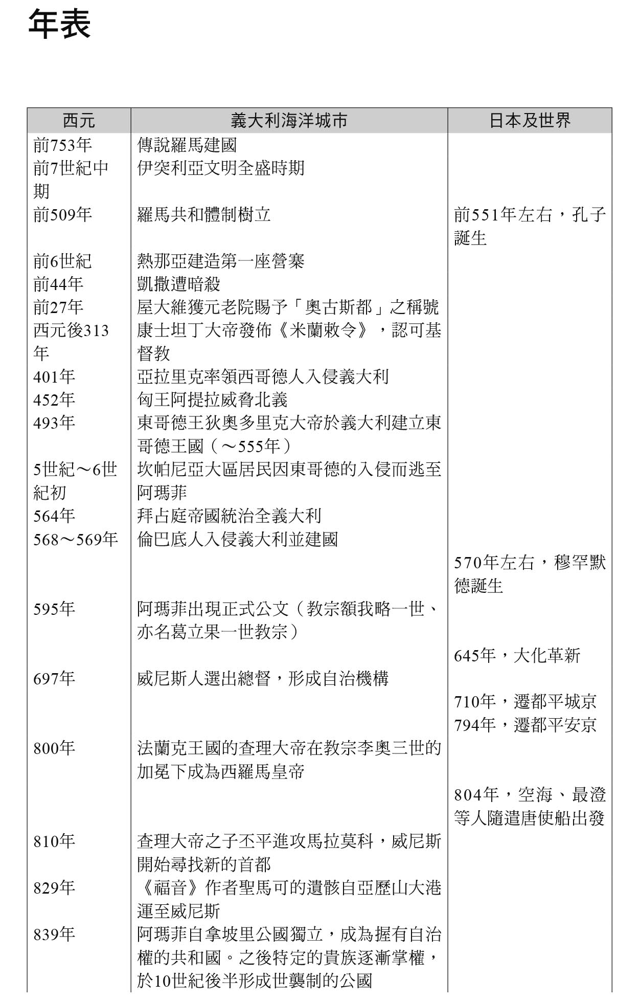 年表
西元 義大利海洋城市 日本及世界
前753年 傳說羅馬建國
前7世紀中 伊突利亞文明全盛時期
期
前509年 羅馬共和體制樹立 前551年左右，孔子
誕生
前6世紀 熱那亞建造第一座營寨
前44年 凱撒遭暗殺
前27年 屋大維獲元老院賜予「奧古斯都」之稱號
西元後313 康士坦丁大帝發佈《米蘭敕令》，認可基
年 督教
401年 亞拉里克率領西哥德人入侵義大利
452年 匈王阿提拉威脅北義
493年 東哥德王狄奧多里克大帝於義大利建立東
哥德王國（～555年）
5世紀～6世 坎帕尼亞大區居民因東哥德的入侵而逃至
紀初 阿瑪菲
564年 拜占庭帝國統治全義大利
568～569年 倫巴底人入侵義大利並建國
570年左右，穆罕默
德誕生
595年 阿瑪菲出現正式公文（教宗額我略一世、
亦名葛立果一世教宗）
645年，大化革新
697年 威尼斯人選出總督，形成自治機構
710年，遷都平城京
794年，遷都平安京
800年 法蘭克王國的查理大帝在教宗李奧三世的
加冕下成為西羅馬皇帝
804年，空海、最澄
等人隨遣唐使船出發
810年 查理大帝之子丕平進攻馬拉莫科，威尼斯
開始尋找新的首都
829年 《福音》作者聖馬可的遺骸自亞歷山大港
運至威尼斯
839年 阿瑪菲自拿坡里公國獨立，成為握有自治
權的共和國。之後特定的貴族逐漸掌權，
於10世紀後半形成世襲制的公國